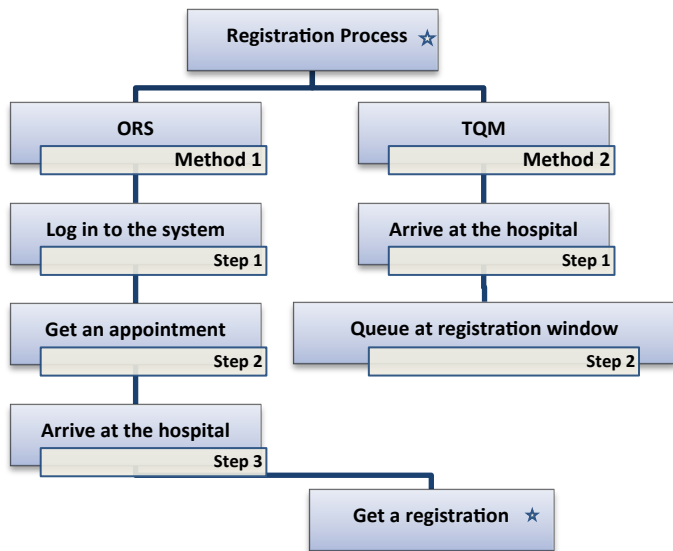 Registration Process
ORS
Method 1
TQM
Method 2
Log in to the system
Step 1
Arrive at the hospital
Step 1
Get an appointment
Step 2
Queue at registration window
Step 2
Arrive at the hospital
Step 3
Get a registration